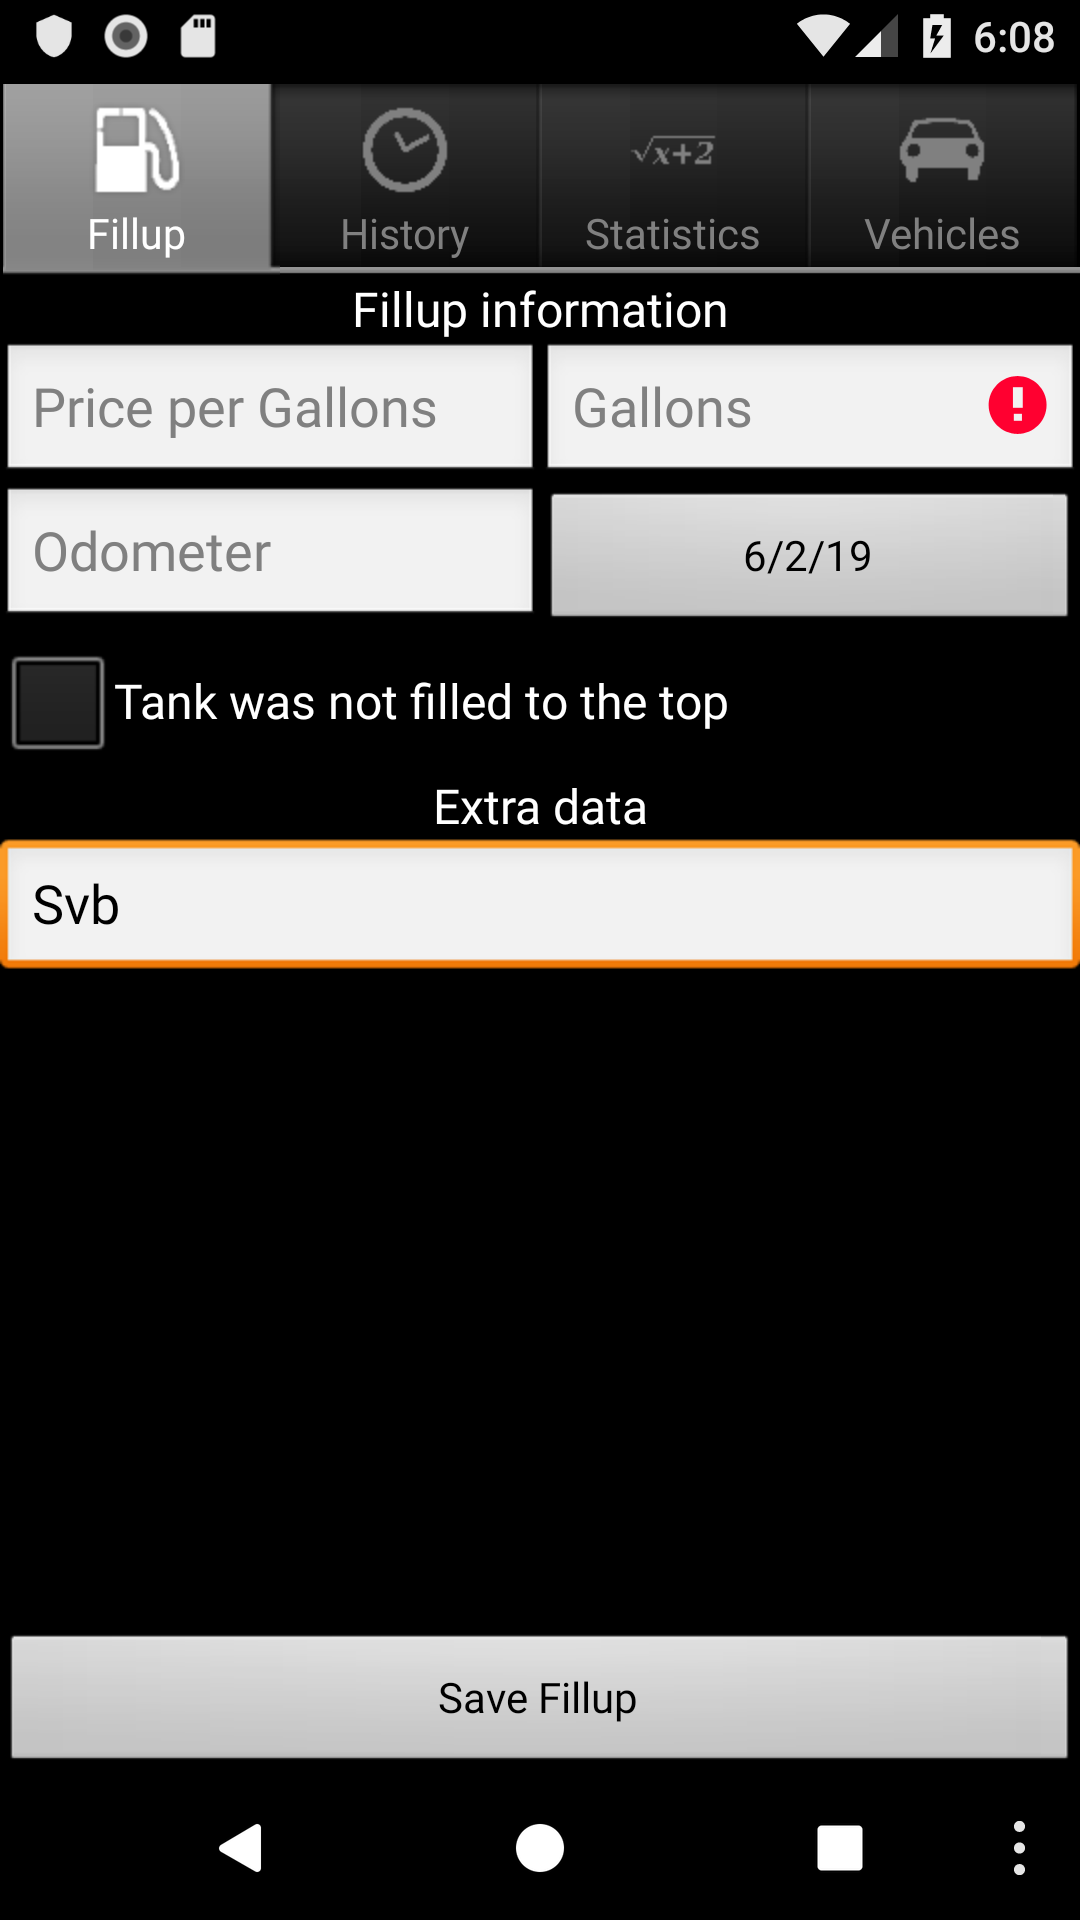 6:08
√x+2
Fillup
History
Statistics
Vehicles
Fillup information
Price per Gallons
Gallons
Odometer
6/2/19
Tank was not filled to the top
Extra data
Svb
Save Fillup